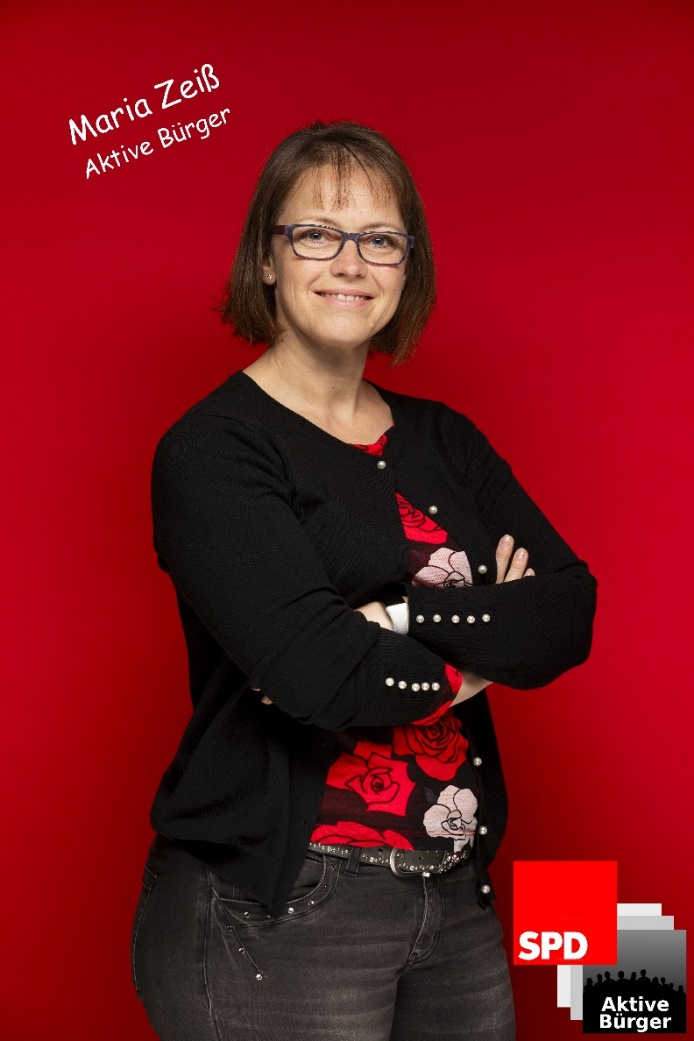 Maria Zeiß
Aktive Bürger
SPD
Aktive
Bürger